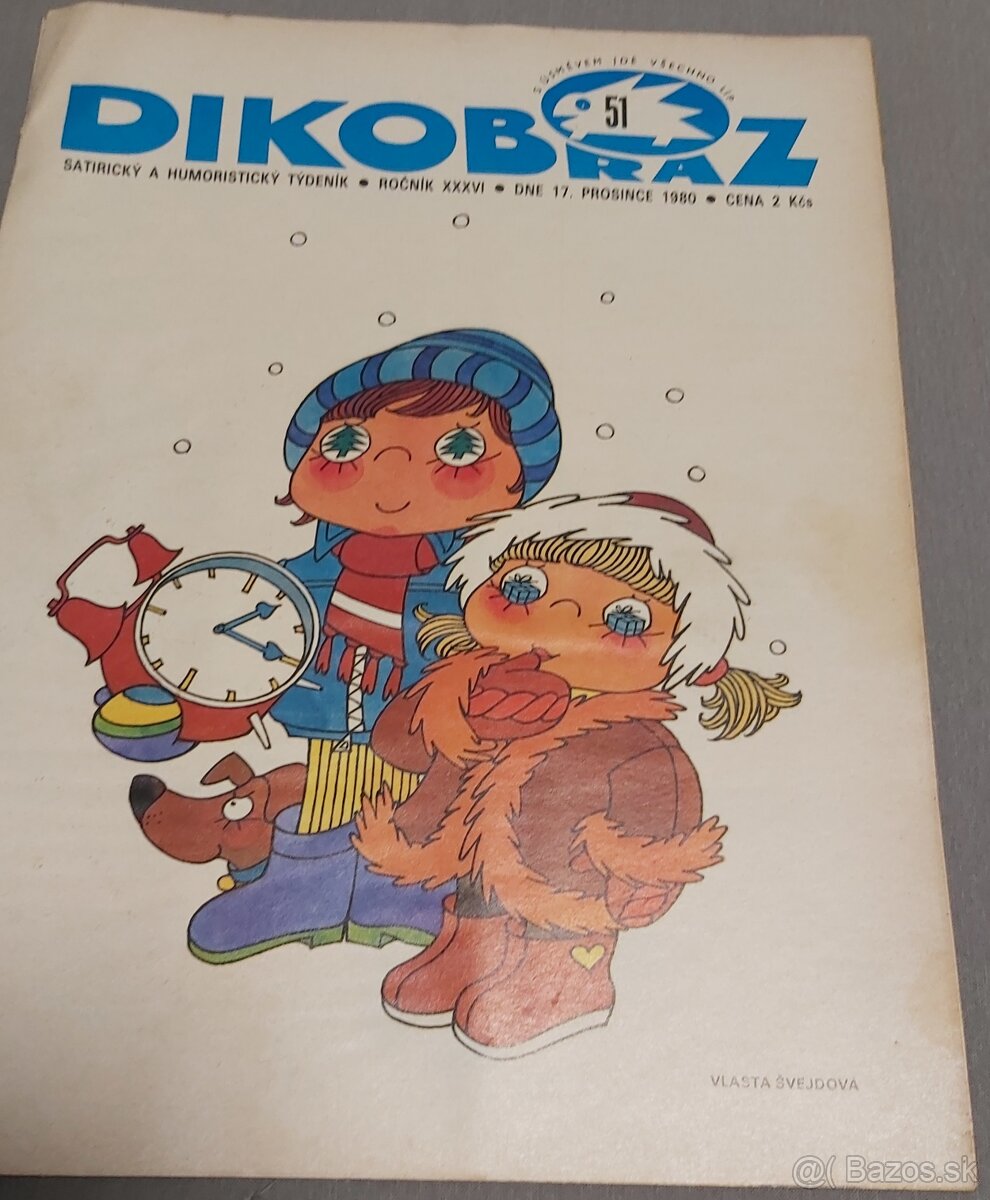 S ÚSMĚVEM JDE VŠECHNO LÍP
51
DIKOBRAZ
SATIRICKÝ A HUMORISTICKÝ TÝDENÍK ● ROČNÍK XXXVI ● DNE 17. PROSINCE 1980 ● CENA 2 Kčs
VLASTA ŠVEJDOVA
@( Bazos.sk